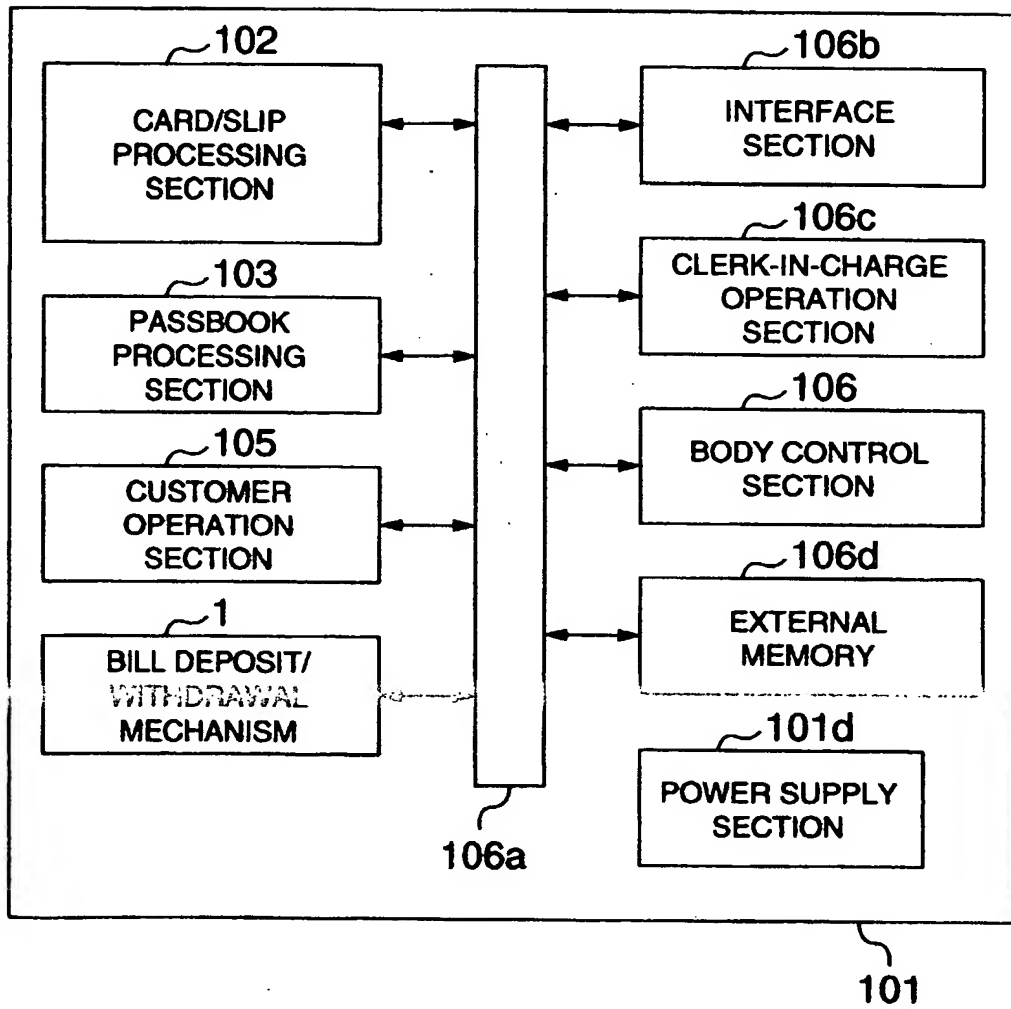 102
CARD/SLIP
PROCESSING
SECTION
103
PASSBOOK
PROCESSING
SECTION
105
CUSTOMER
OPERATION
SECTION
1
BILL DEPOSIT/
WITHDRAWAL
MECHANISM
106a
106b
INTERFACE
SECTION
106c
CLERK-IN-CHARGE
OPERATION
SECTION
106
BODY CONTROL
SECTION
106d
EXTERNAL
MEMORY
101d
POWER SUPPLY
SECTION
101